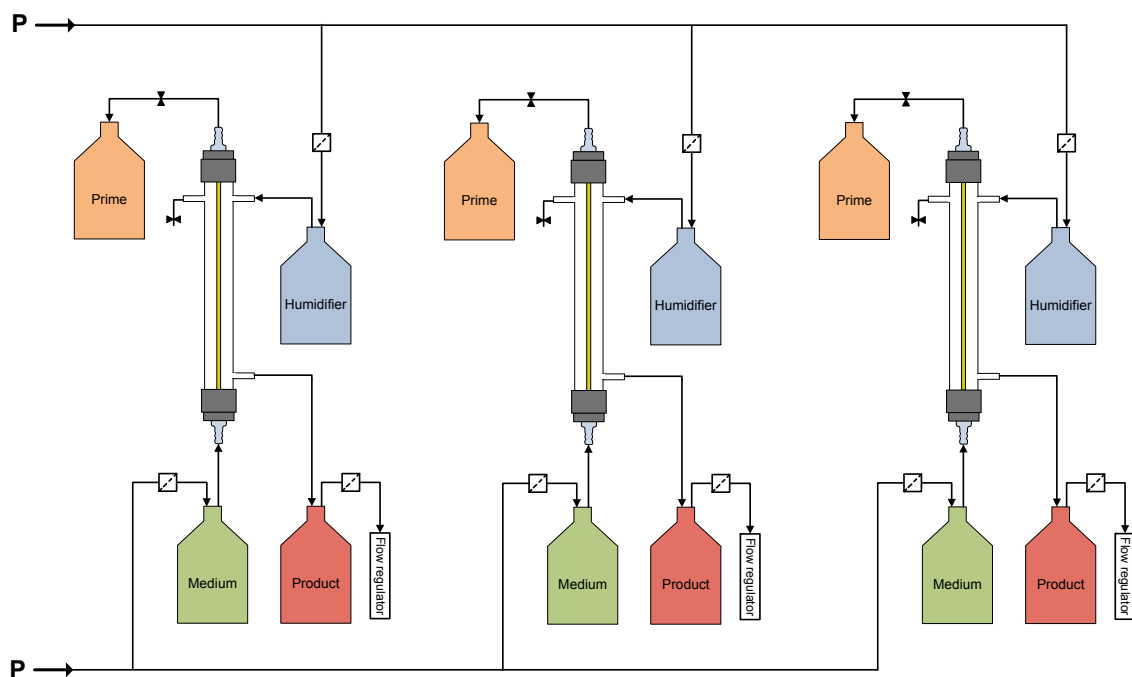 P
Prime
Prime
Prime
Humidifier
Humidifier
Humidifier
Medium
Product
Flow regulator
Medium
Product
Flow regulator
Medium
Product
Flow regulator
P